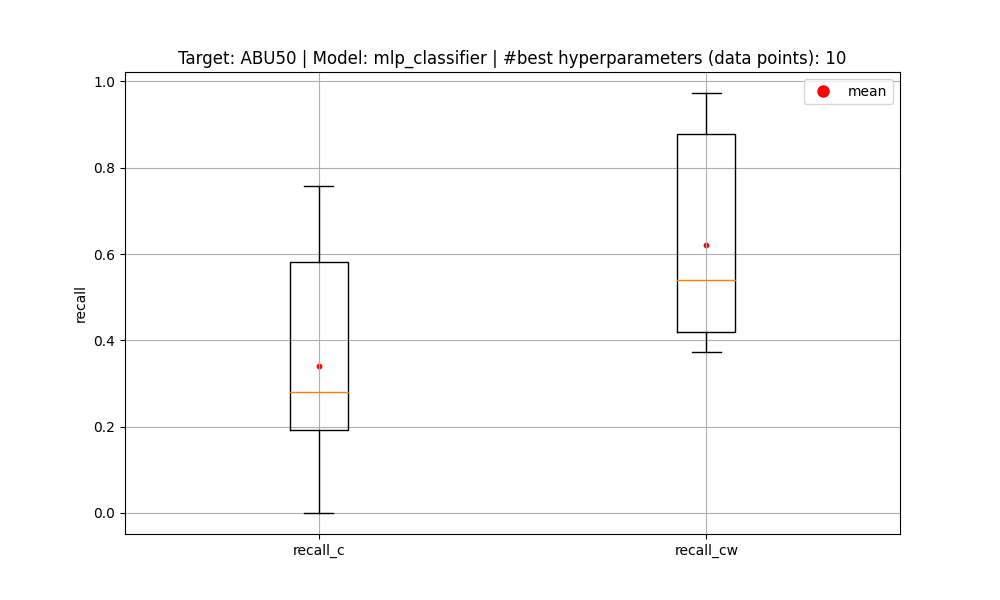 Target: ABU50 | Model: mlp_classifier | #best hyperparameters (data points): 10
mean
1.0
0.8
0.6
0.4
0.2
0.0
recall
recall_c
recall_cw